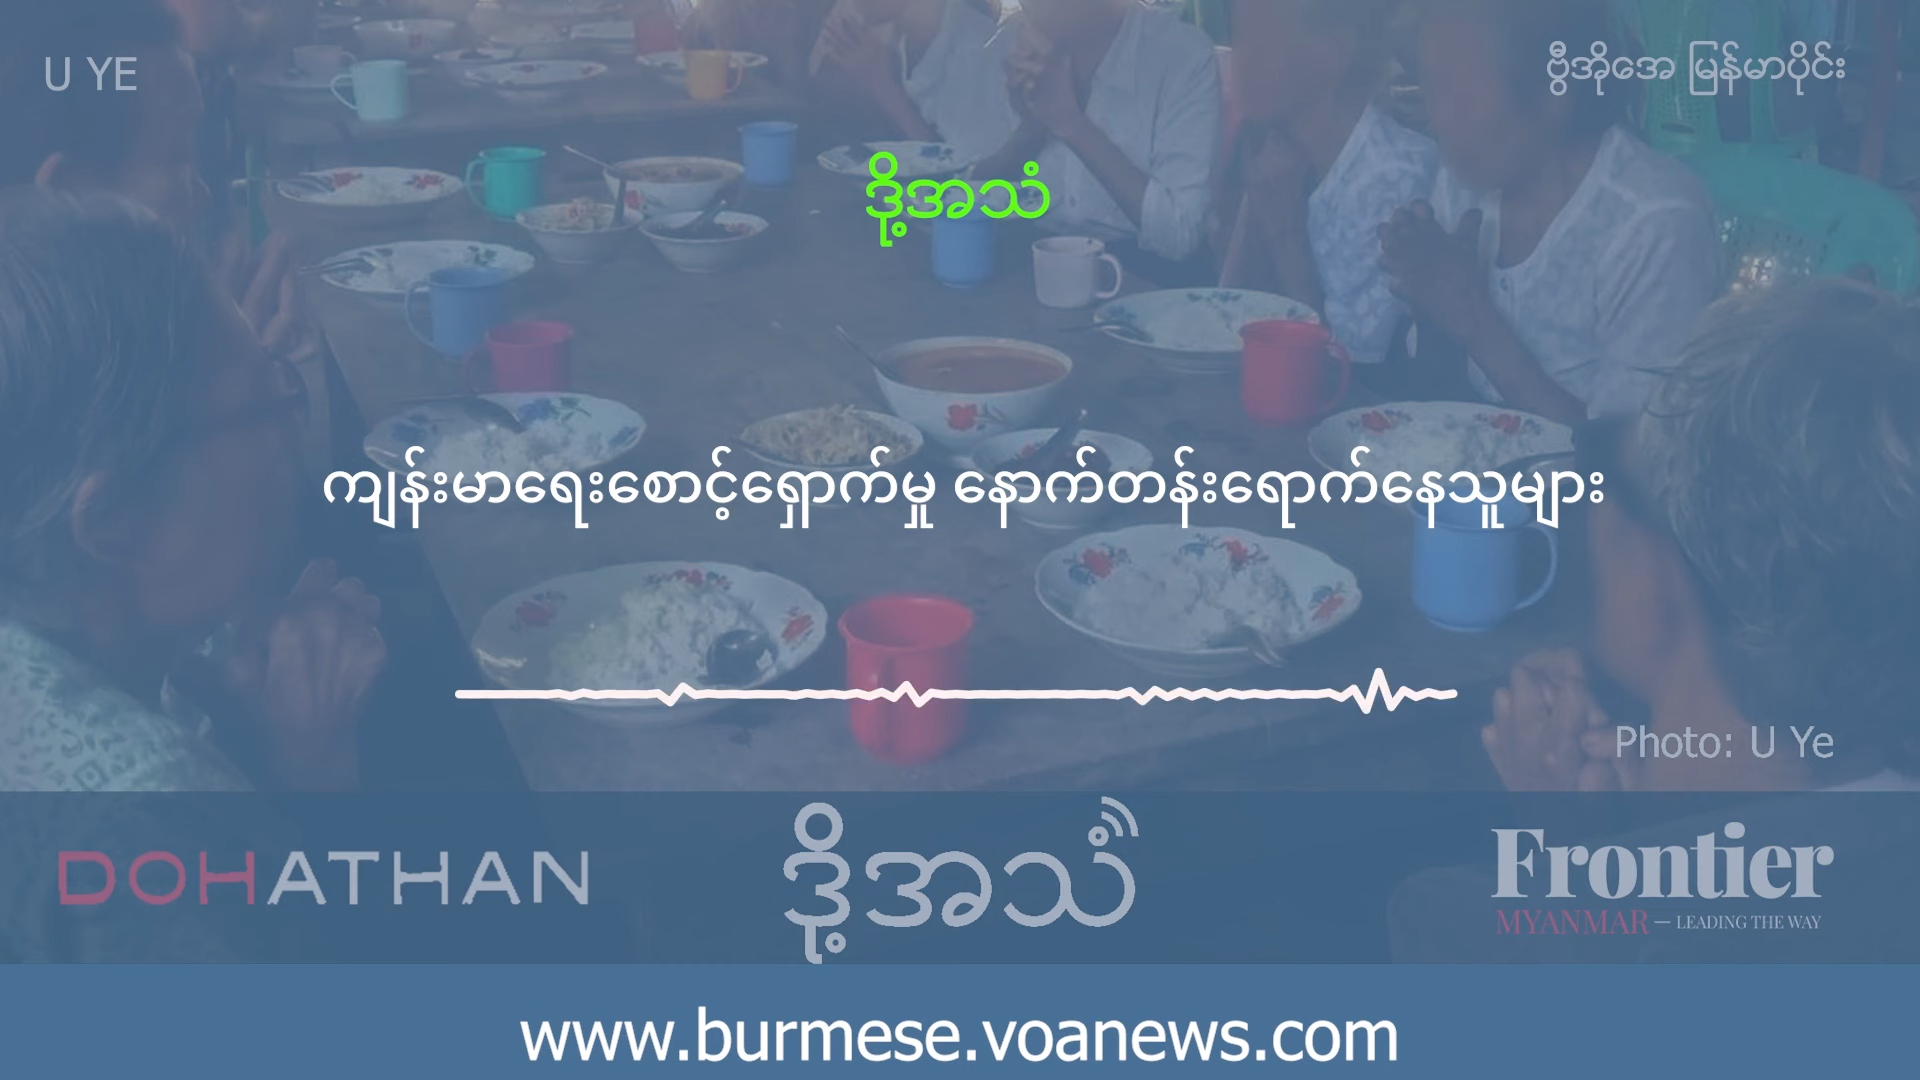 U YE
ဗွီအိုအေ မြန်မာပိုင်း
ဒို့အသံ
ကျန်းမာရေးစောင့်ရှောက်မှု နောက်တန်းရောက်နေသူများ
Photo: U Ye
DOHATHAN
ဒို့အသံ
Frontier
MYANMAR — LEADING THE WAY
www.burmese.voanews.com